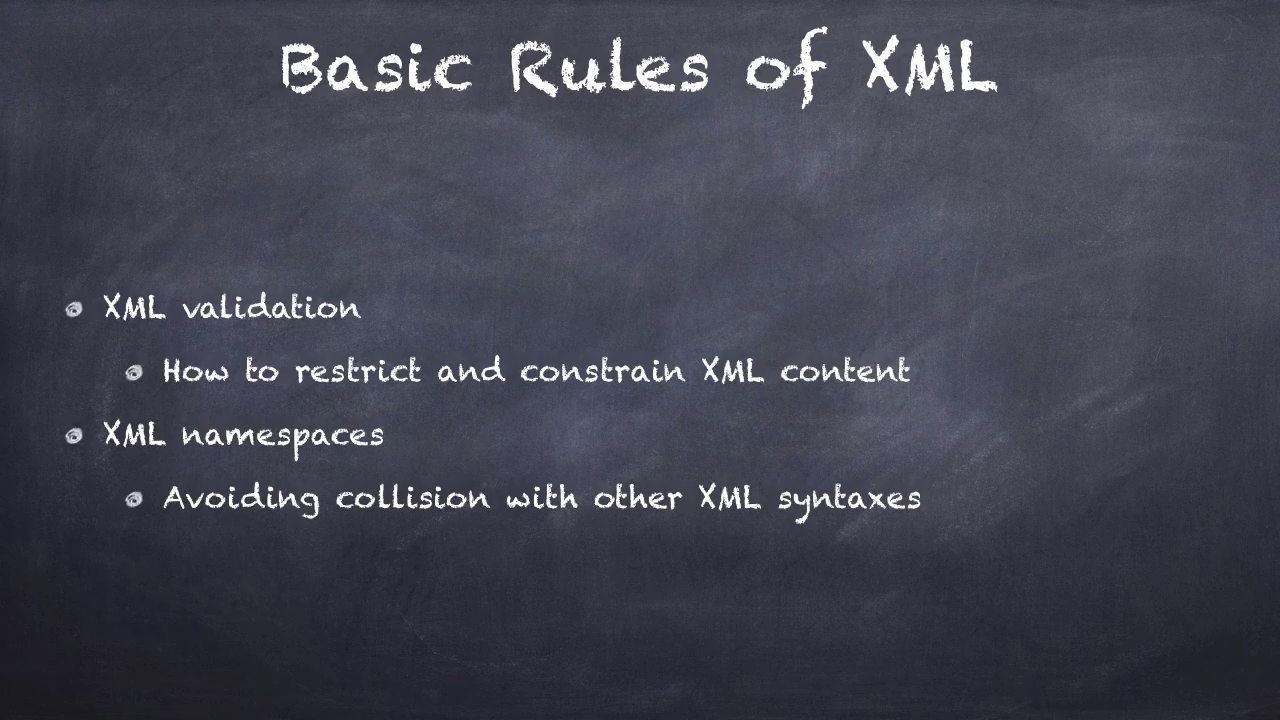 Basic Rules of XML
XML validation
How to restrict and constrain XML content
XML namespaces
Avoiding collision with other XML syntaxes